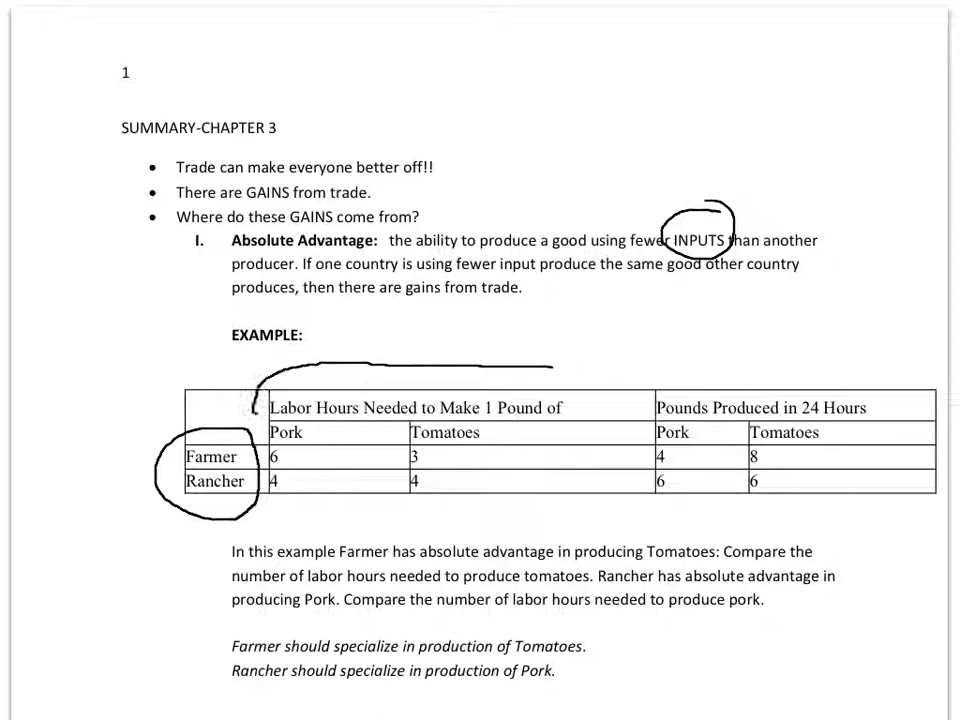 1
SUMMARY-CHAPTER 3
• Trade can make everyone better off!!
• There are GAINS from trade.
• Where do these GAINS come from?
I. Absolute Advantage: the ability to produce a good using fewer INPUTS than another
producer. If one country is using fewer input produce the same good other country
produces, then there are gains from trade.
EXAMPLE:
Labor Hours Needed to Make 1 Pound of Pounds Produced in 24 Hours
Pork Tomatoes Pork Tomatoes
Farmer 6 3 4 8
Rancher 4 4 6 6
In this example Farmer has absolute advantage in producing Tomatoes: Compare the
number of labor hours needed to produce tomatoes. Rancher has absolute advantage in
producing Pork. Compare the number of labor hours needed to produce pork.
Farmer should specialize in production of Tomatoes.
Rancher should specialize in production of Pork.